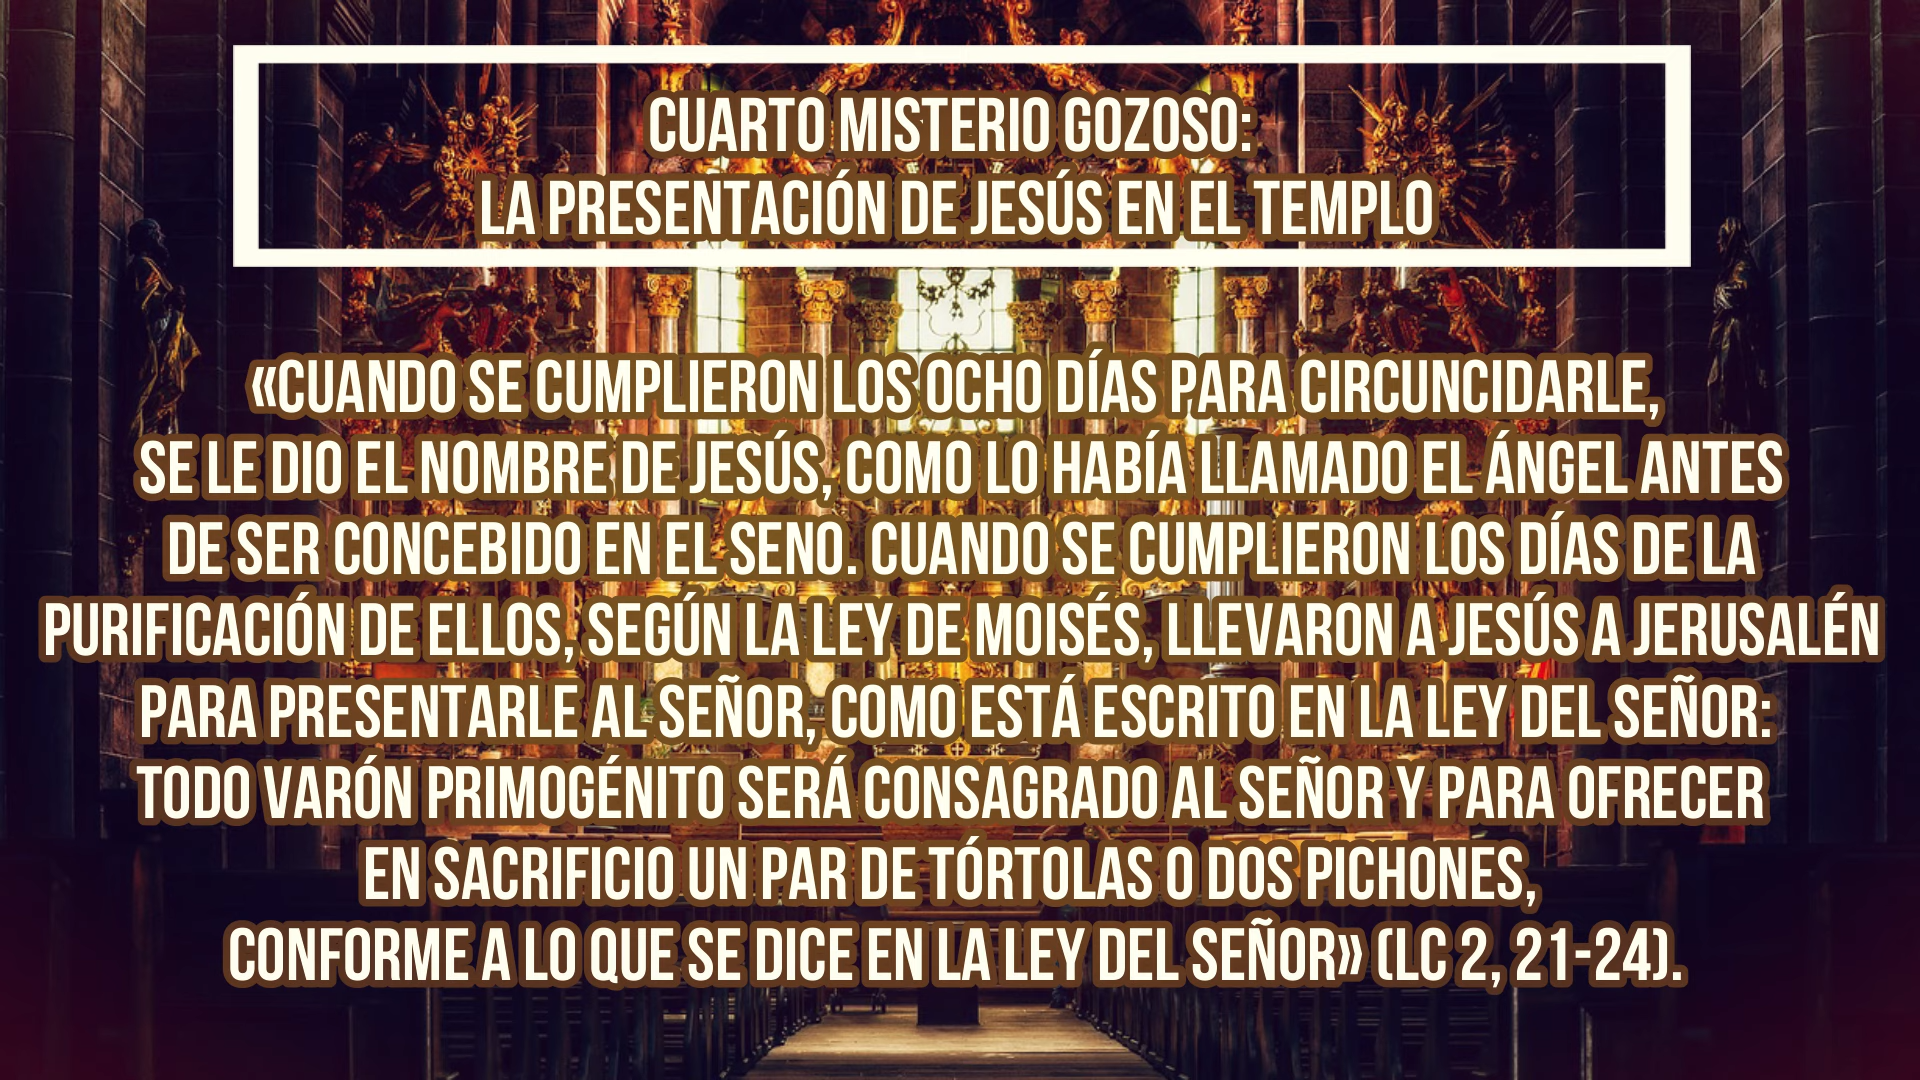 CUARTO MISTERIO GOZOSO:
LA PRESENTACIÓN DE JESÚS EN EL TEMPLO
«CUANDO SE CUMPLIERON LOS OCHO DÍAS PARA CIRCUNCIDARLE,
SE LE DIO EL NOMBRE DE JESÚS, COMO LO HABÍA LLAMADO EL ÁNGEL ANTES
DE SER CONCEBIDO EN EL SENO. CUANDO SE CUMPLIERON LOS DÍAS DE LA
PURIFICACIÓN DE ELLOS, SEGÚN LA LEY DE MOISÉS, LLEVARON A JESÚS A JERUSALÉN
PARA PRESENTARLE AL SEÑOR, COMO ESTÁ ESCRITO EN LA LEY DEL SEÑOR:
TODO VARÓN PRIMOGÉNITO SERÁ CONSAGRADO AL SEÑOR Y PARA OFRECER
EN SACRIFICIO UN PAR DE TÓRTOLAS O DOS PICHONES,
CONFORME A LO QUE SE DICE EN LA LEY DEL SEÑOR» (LC 2, 21-24).